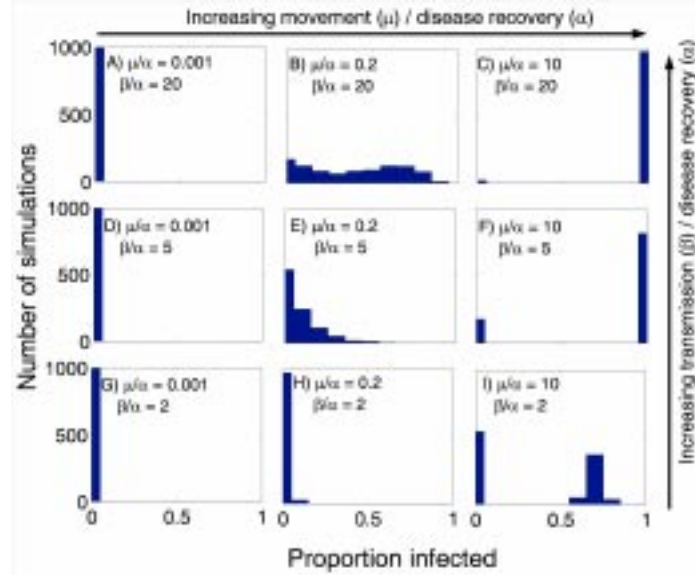 Increasing movement (μ) / disease recovery (α)
A) μ/α = 0.001
β/α = 20
B) μ/α = 0.2
β/α = 20
C) μ/α = 10
β/α = 20
D) μ/α = 0.001
β/α = 5
E) μ/α = 0.2
β/α = 5
F) μ/α = 10
β/α = 5
G) μ/α = 0.001
β/α = 2
H) μ/α = 0.2
β/α = 2
I) μ/α = 10
β/α = 2
1000
500
0
1000
500
0
1000
500
0
0 0.5 1
0 0.5 1
0 0.5 1
Number of simulations
Proportion infected
Increasing transmission (β) / disease recovery (α)